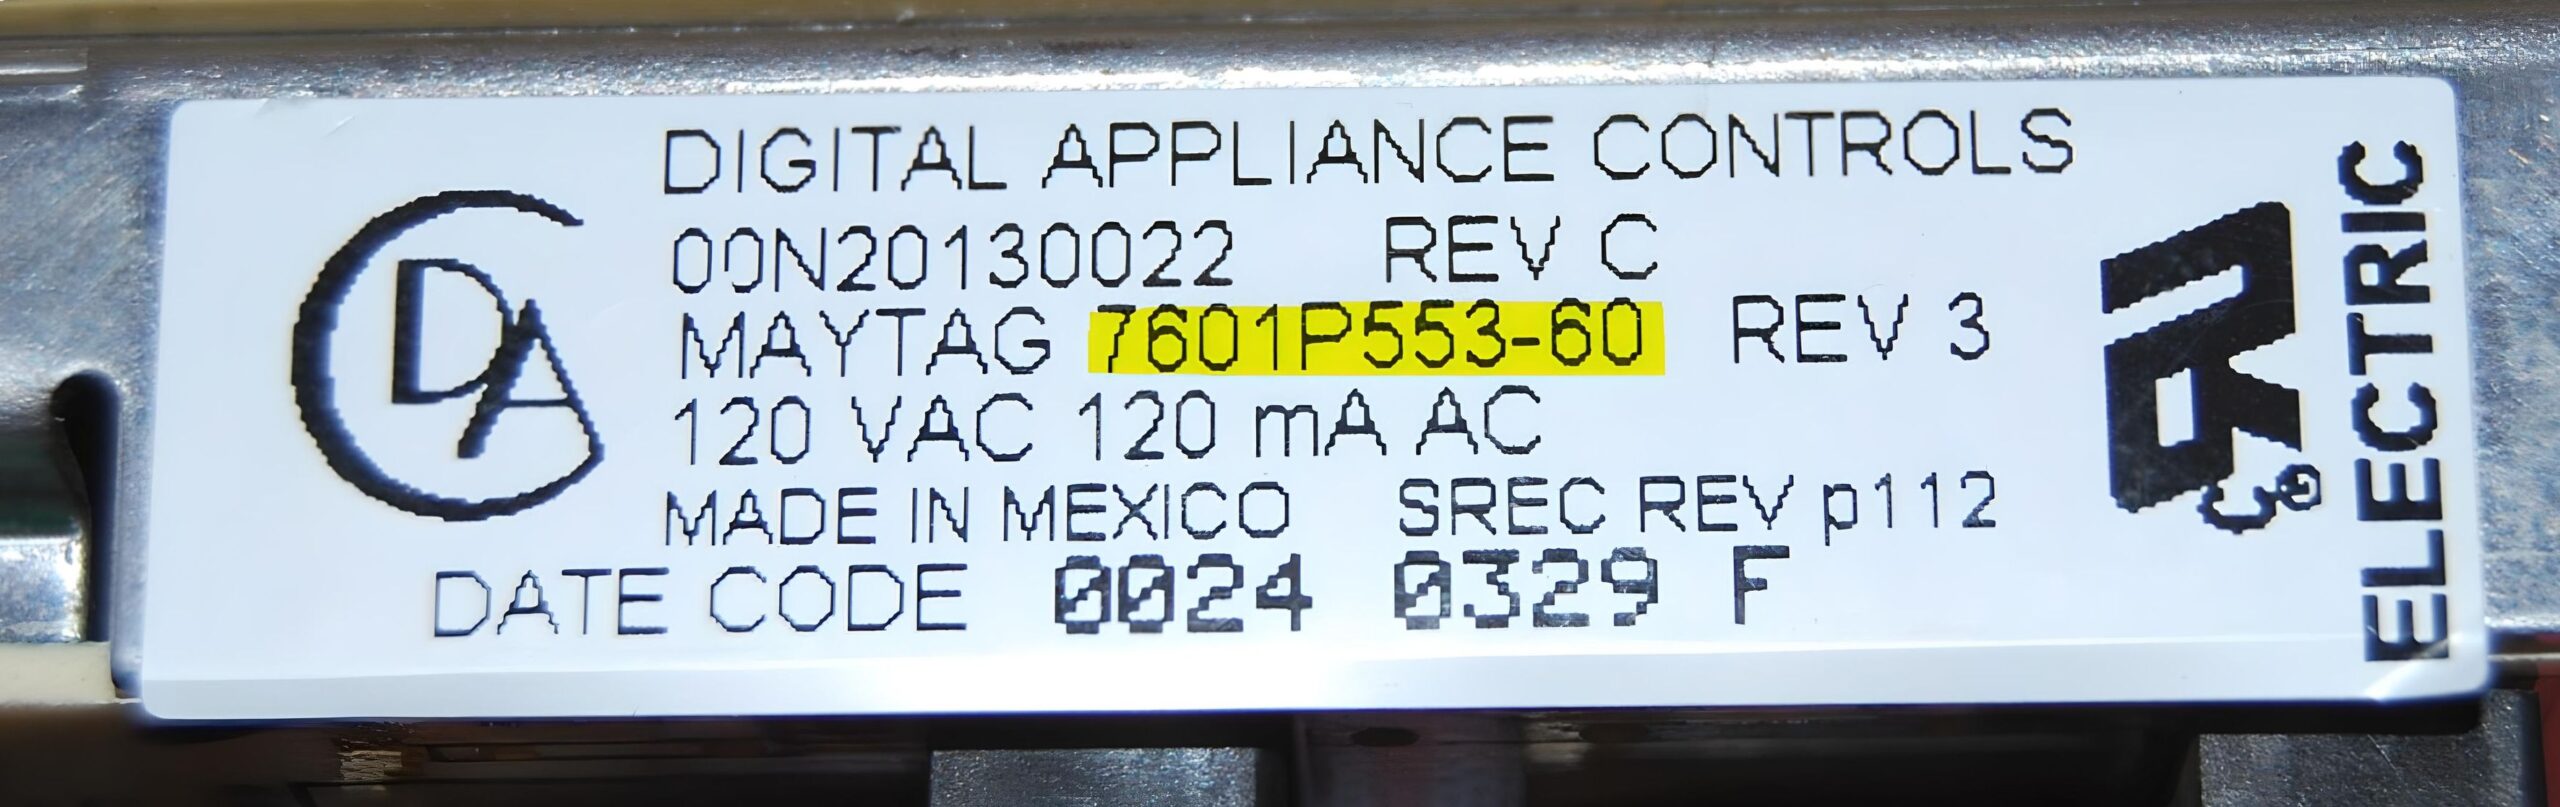 DIGITAL APPLIANCE CONTROLS
00N20130022 REV C
MAYTAG 7601P553-60 REV 3
120 VAC 120 mA AC
MADE IN MEXICO SREC REV p112
DATE CODE 0024 0329 F
CDA
ELECTRIC